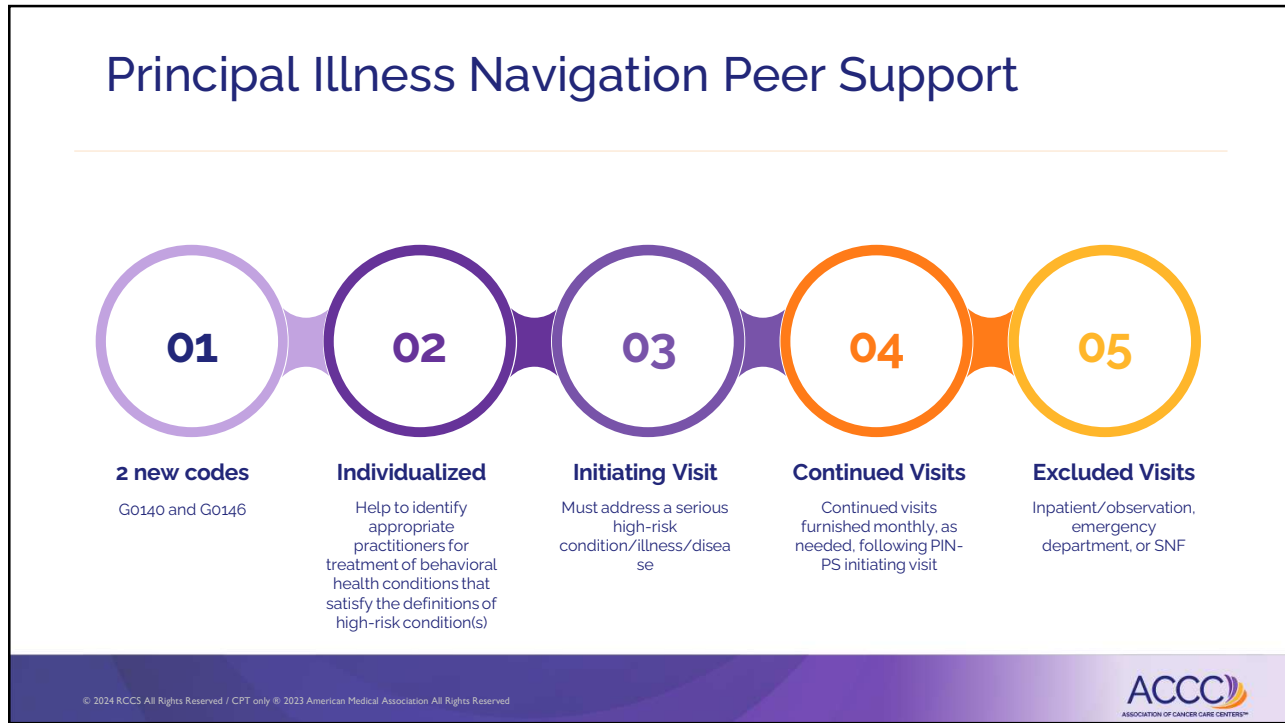 Principal Illness Navigation Peer Support
01
02
03
04
05
2 new codes
G0140 and G0146
Individualized
Help to identify
appropriate
practitioners for
treatment of behavioral
health conditions that
satisfy the definitions of
high-risk condition(s)
Initiating Visit
Must address a serious
high-risk
condition/illness/disea
se
Continued Visits
Continued visits
furnished monthly, as
needed, following PIN-
PS initiating visit
Excluded Visits
Inpatient/observation,
emergency
department, or SNF
© 2024 RCCS All Rights Reserved / CPT only ® 2023 American Medical Association All Rights Reserved
ACCC
ASSOCIATION OF CANCER CARE CENTERS™